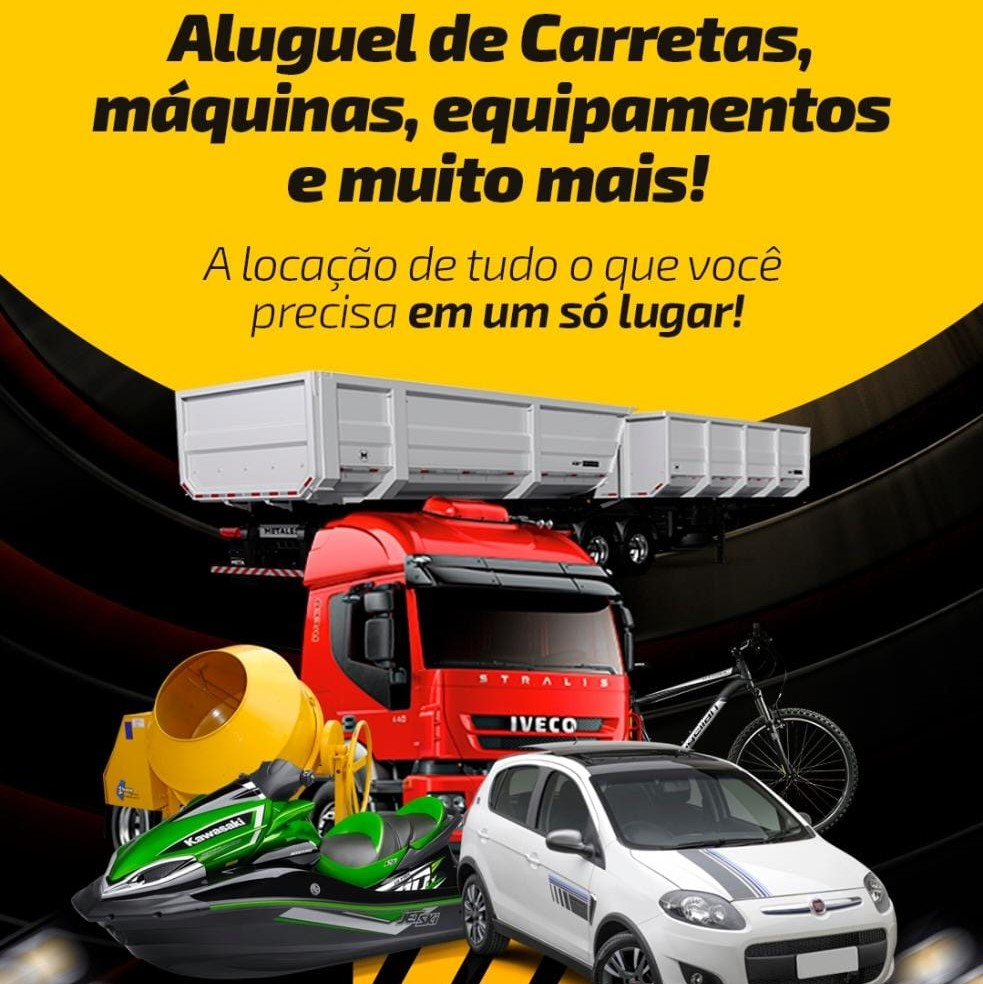 Aluguel de Carretas,
máquinas, equipamentos
e muito mais!
A locação de tudo o que você
precisa em um só lugar!
STRALIS
IVECO
Kawasaki
JETSKI